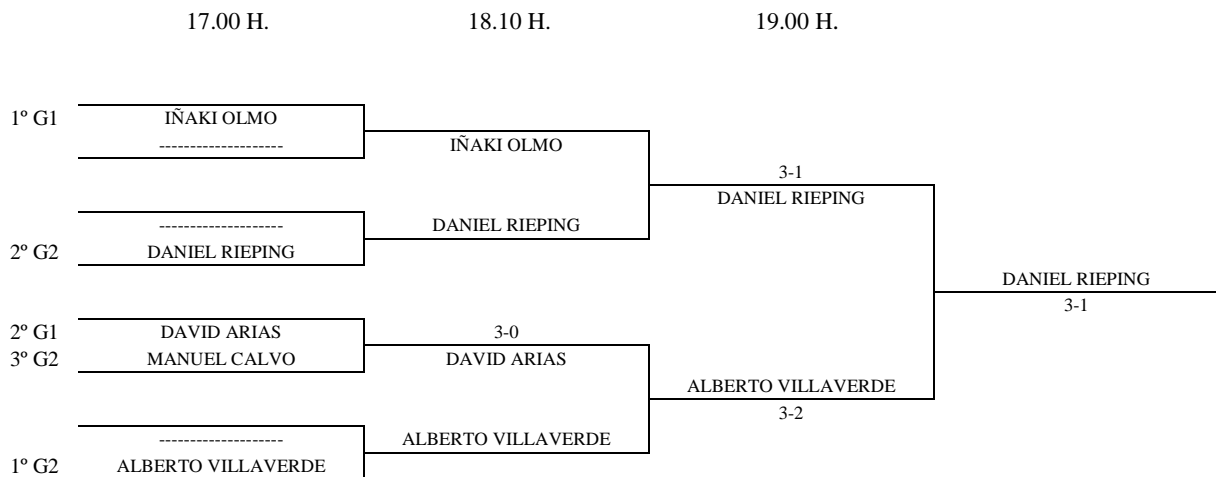 17.00 H. 18.10 H. 19.00 H.
1º G1 IÑAKI OLMO
--------------------
IÑAKI OLMO
3-1
DANIEL RIEPING
--------------------
DANIEL RIEPING
2º G2 DANIEL RIEPING
DANIEL RIEPING
3-1
2º G1 DAVID ARIAS
3-0
3º G2 MANUEL CALVO
DAVID ARIAS
ALBERTO VILLAVERDE
3-2
--------------------
ALBERTO VILLAVERDE
1º G2 ALBERTO VILLAVERDE